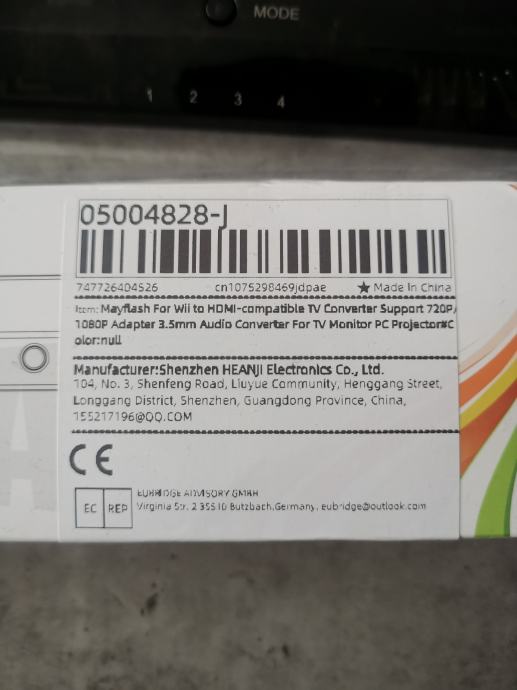 MODE
1 2 3 4
05004828-J
747726404526 cn1075298469jdpae ★ Made In China
Item: Mayflash For Wii to HDMI-compatible TV Converter Support 720P/
1080P Adapter 3.5mm Audio Converter For TV Monitor PC Projector#C
olor:null
Manufacturer:Shenzhen HEANJI Electronics Co., Ltd.
104, No. 3, Shenfeng Road, Liuyue Community, Henggang Street,
Longgang District, Shenzhen, Guangdong Province, China,
155217196@QQ.COM
CE
EC REP
EUBRIDGE ADVISORY GMBH
Virginia Str. 2 35510 Butzbach,Germany, eubridge@outlook.com